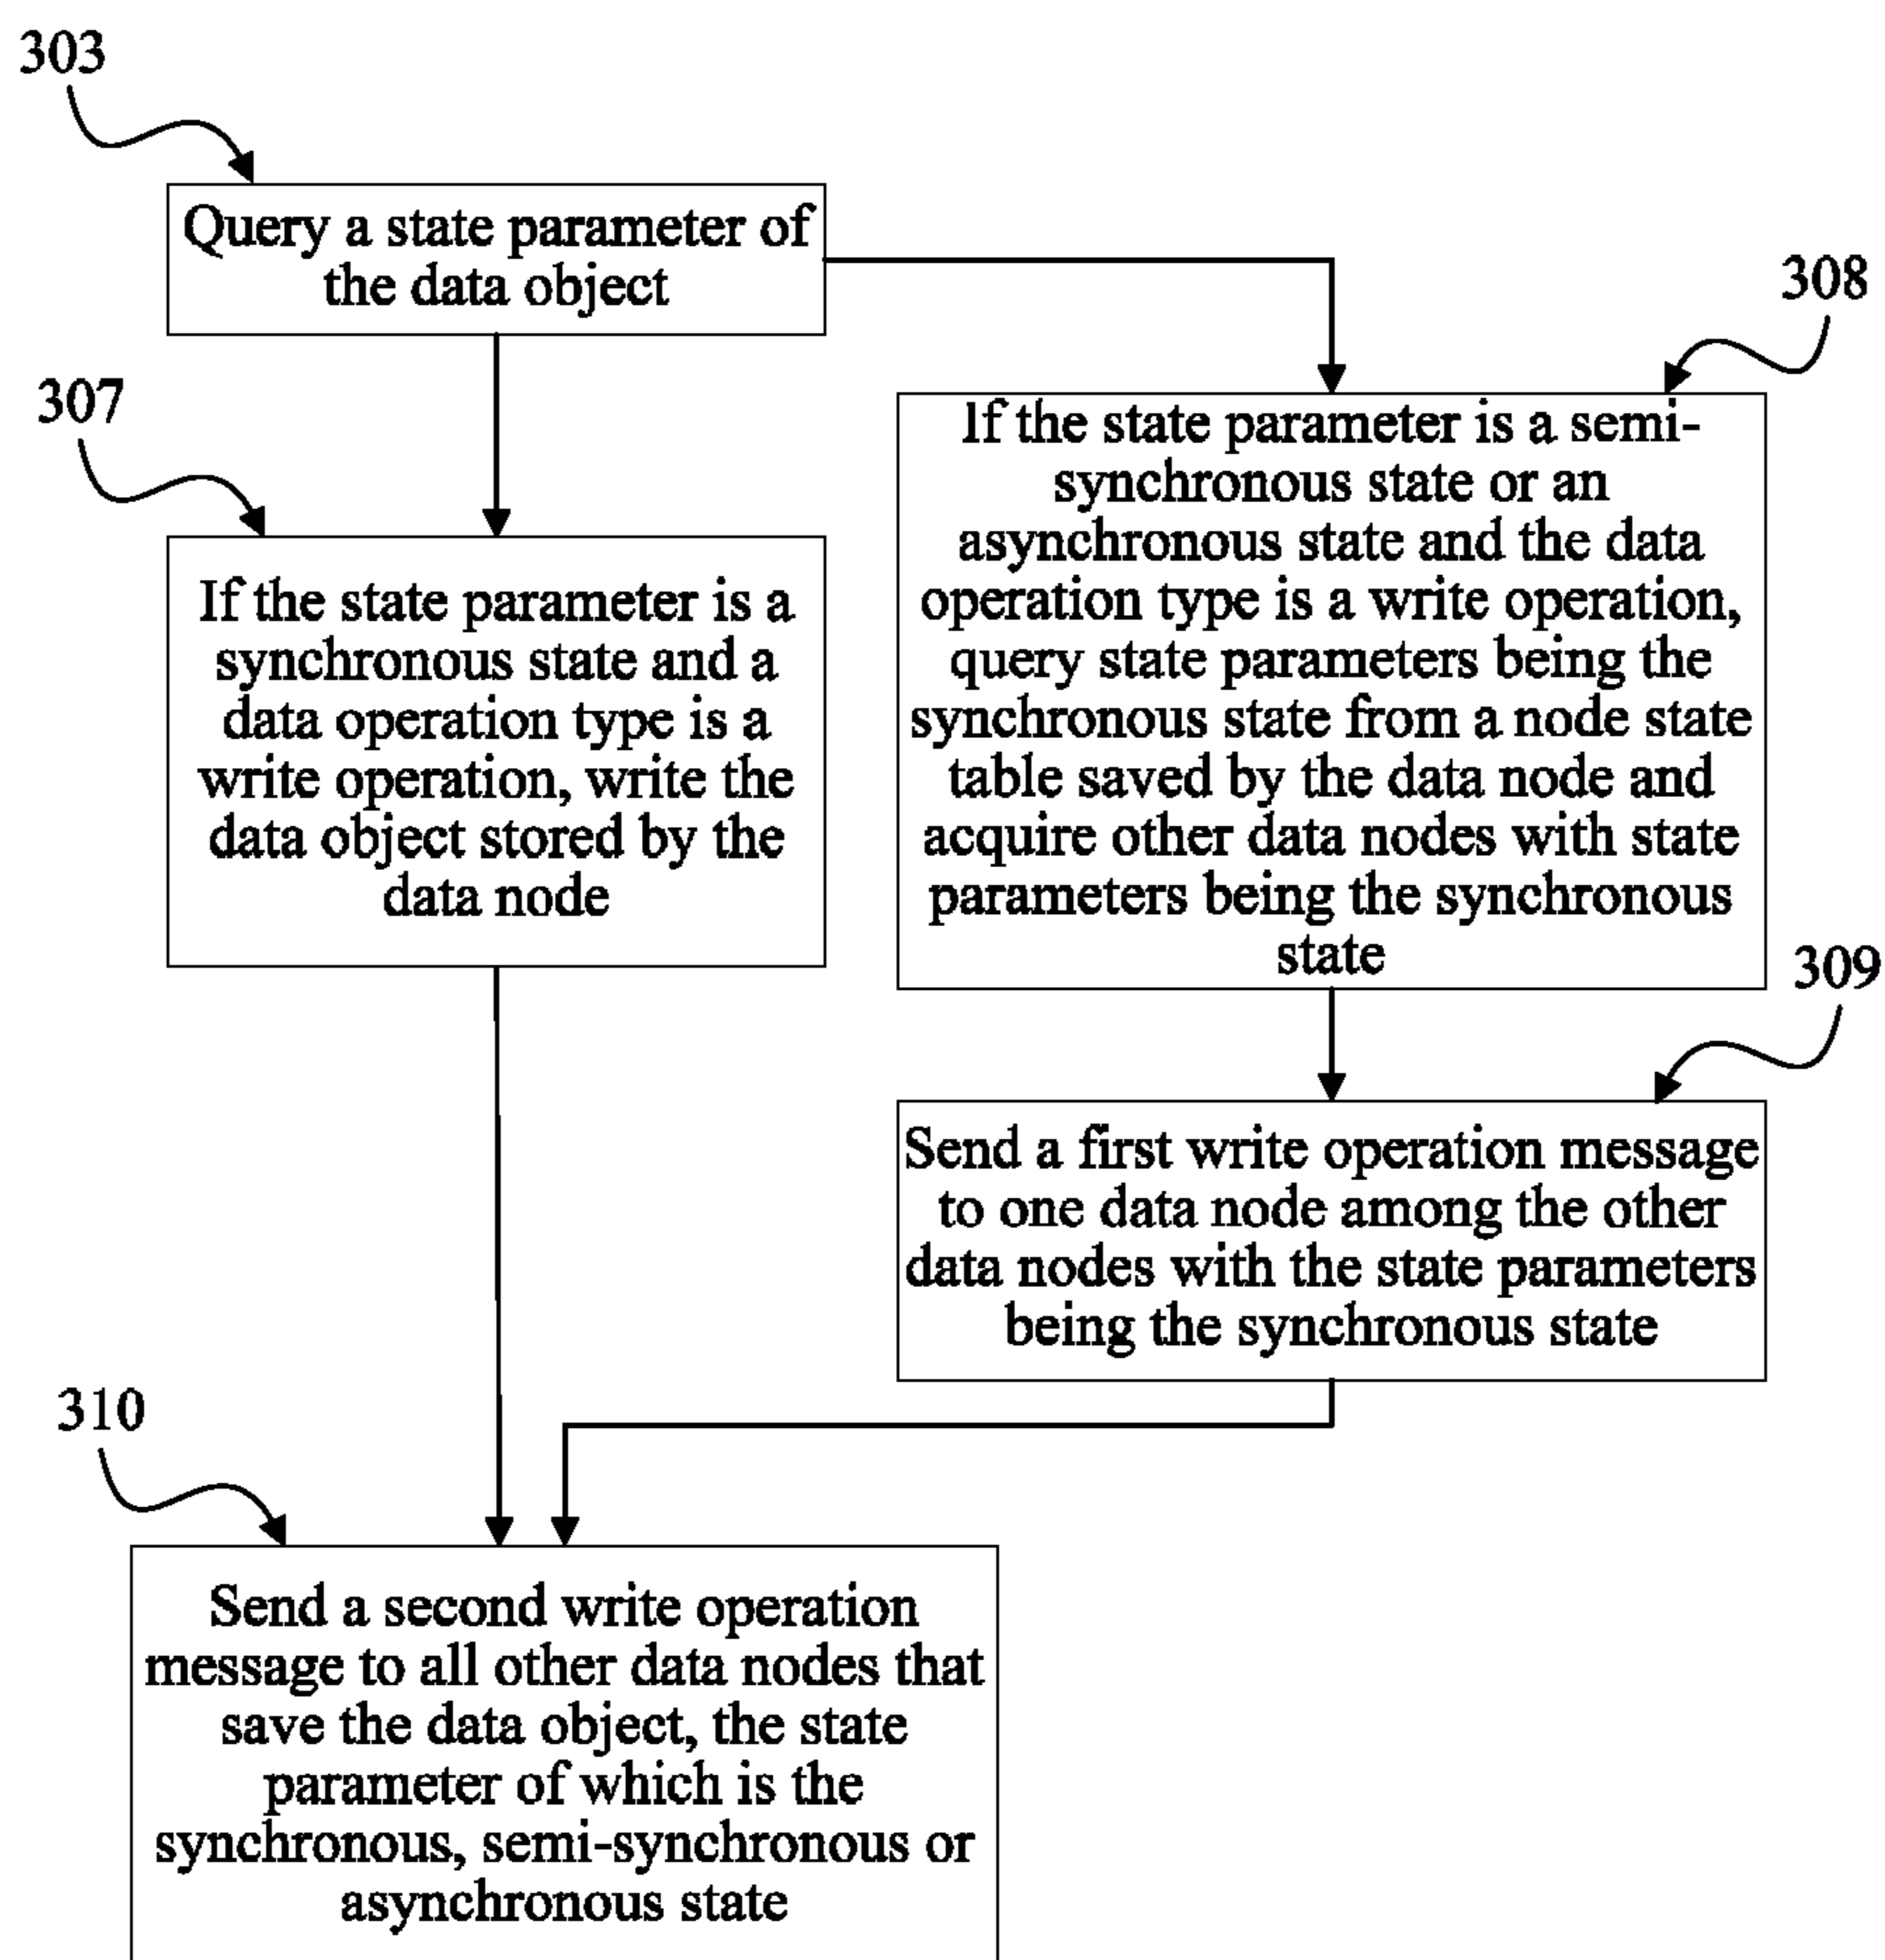 303
Query a state parameter of
the data object
308
307
If the state parameter is a semi-
synchronous state or an
asynchronous state and the data
operation type is a write operation,
query state parameters being the
synchronous state from a node state
table saved by the data node and
acquire other data nodes with state
parameters being the synchronous
state
If the state parameter is a
synchronous state and a
data operation type is a
write operation, write the
data object stored by the
data node
309
Send a first write operation message
to one data node among the other
data nodes with the state parameters
being the synchronous state
310
Send a second write operation
message to all other data nodes that
save the data object, the state
parameter of which is the
synchronous, semi-synchronous or
asynchronous state